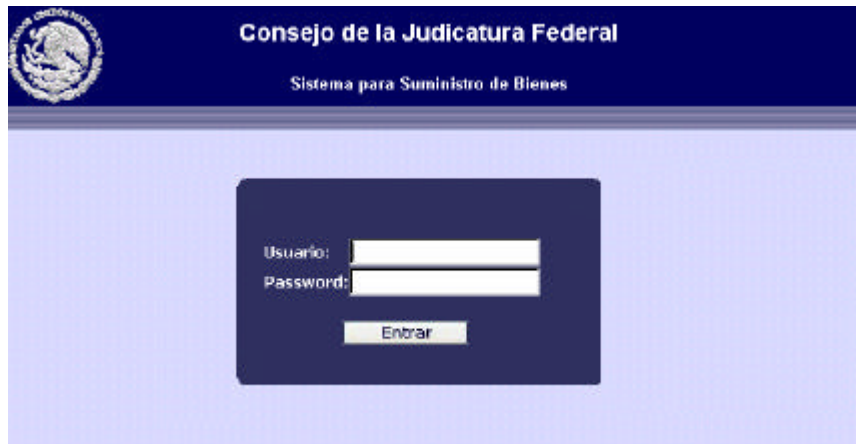 Consejo de la Judicatura Federal
Sistema para Suministro de Bienes
Usuario:
Password:
Entrar